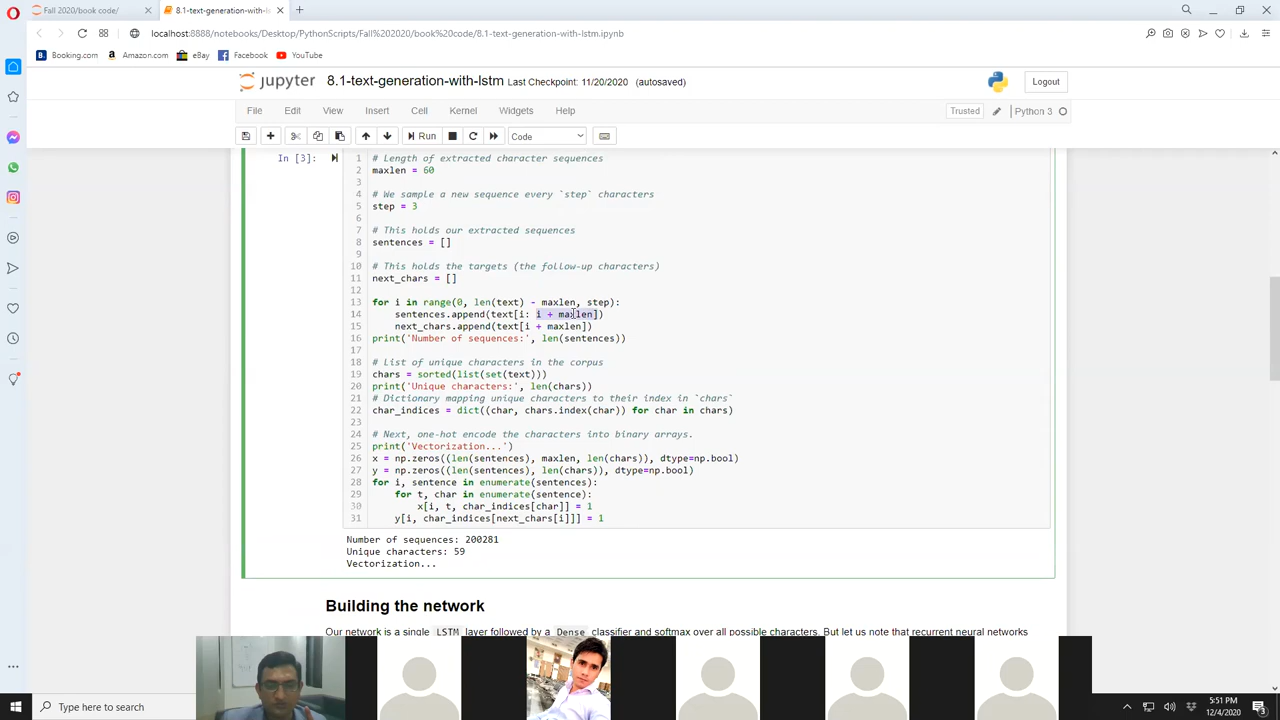 Fall 2020/book code/
8.1-text-generation-with-ls
localhost:8888/notebooks/Desktop/PythonScripts/Fall%202020/book%20code/8.1-text-generation-with-lstm.ipynb
Booking.com
Amazon.com
eBay
Facebook
YouTube
jupyter 8.1-text-generation-with-lstm Last Checkpoint: 11/20/2020 (autosaved)
Logout
File Edit View Insert Cell Kernel Widgets Help
Trusted
Python 3
Run
Code
In [3]:
1 # Length of extracted character sequences
2 maxlen = 60
3
4 # We sample a new sequence every `step` characters
5 step = 3
6
7 # This holds our extracted sequences
8 sentences = []
9
10 # This holds the targets (the follow-up characters)
11 next_chars = []
12
13 for i in range(0, len(text) - maxlen, step):
14 sentences.append(text[i: i + maxlen])
15 next_chars.append(text[i + maxlen])
16 print('Number of sequences:', len(sentences))
17
18 # List of unique characters in the corpus
19 chars = sorted(list(set(text)))
20 print('Unique characters:', len(chars))
21 # Dictionary mapping unique characters to their index in `chars`
22 char_indices = dict((char, chars.index(char)) for char in chars)
23
24 # Next, one-hot encode the characters into binary arrays.
25 print('Vectorization...')
26 x = np.zeros((len(sentences), maxlen, len(chars)), dtype=np.bool)
27 y = np.zeros((len(sentences), len(chars)), dtype=np.bool)
28 for i, sentence in enumerate(sentences):
29 for t, char in enumerate(sentence):
30 x[i, t, char_indices[char]] = 1
31 y[i, char_indices[next_chars[i]]] = 1
Number of sequences: 200281
Unique characters: 59
Vectorization...
Building the network
Our network is a single LSTM layer followed by a Dense classifier and softmax over all possible characters. But let us note that recurrent neural networks
Type here to search
5:51 PM
12/4/2020
3